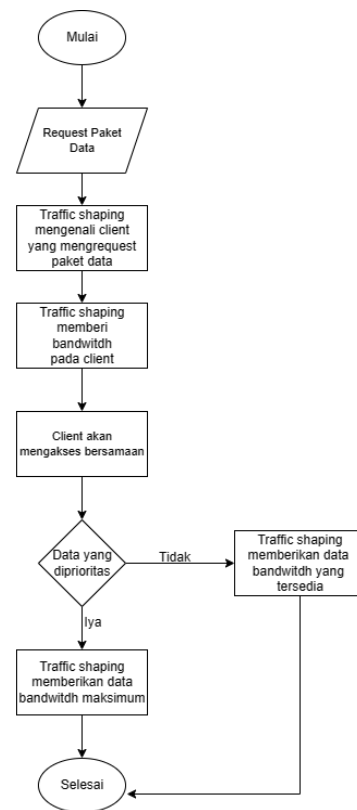 Mulai
Request Paket
Data
Traffic shaping
mengenali client
yang mengrequest
paket data
Traffic shaping
memberi
bandwitdh
pada client
Client akan
mengakses bersamaan
Data yang
diprioritas
Tidak
Traffic shaping
memberikan data
bandwitdh yang
tersedia
Iya
Traffic shaping
memberikan data
bandwitdh maksimum
Selesai